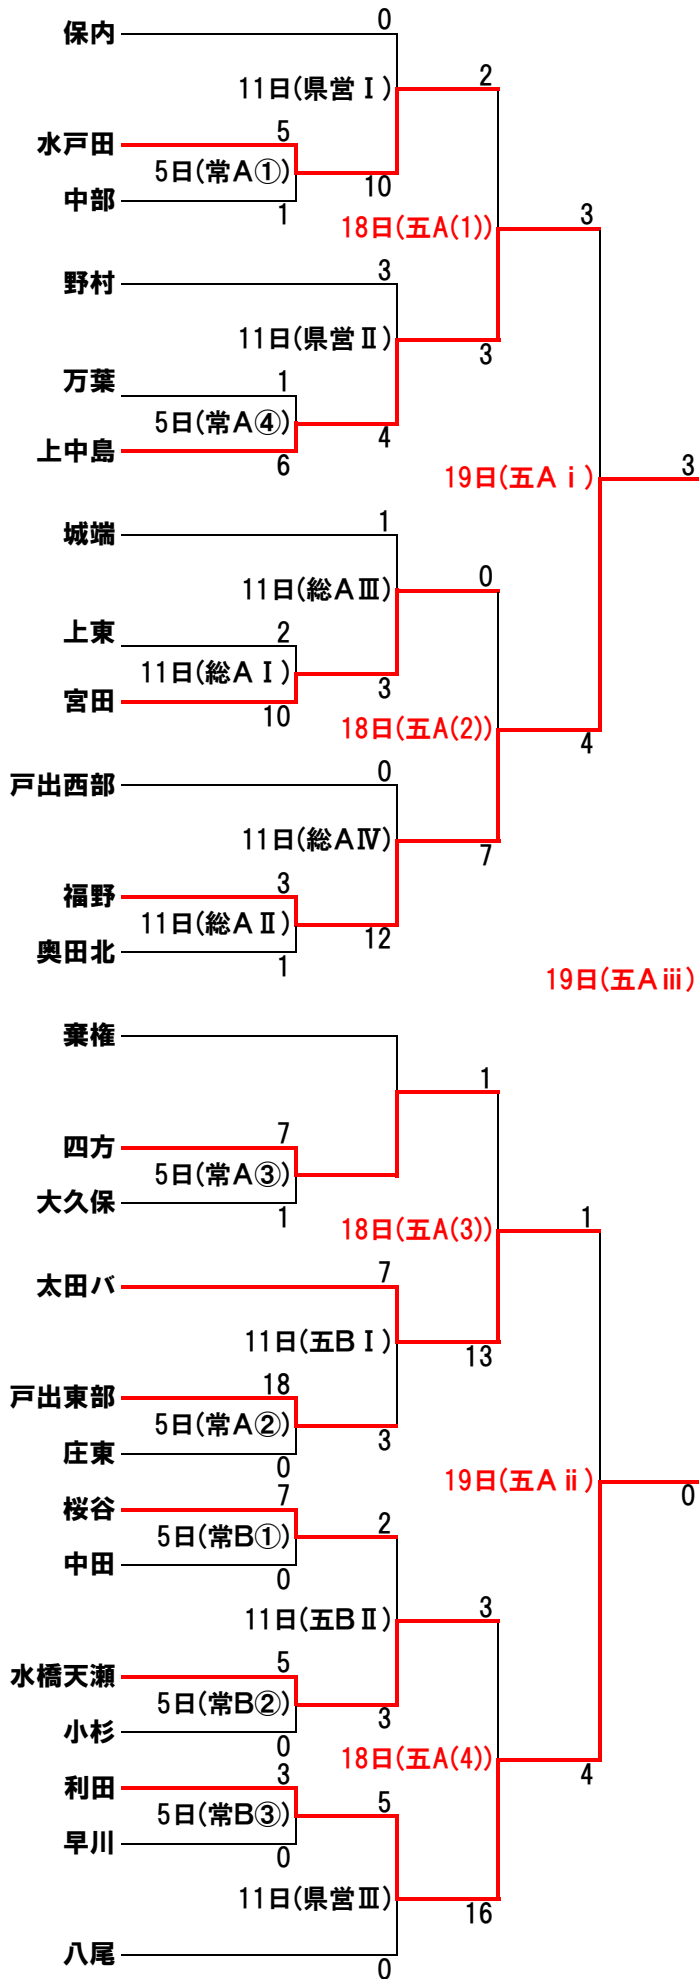 0
保内
2
11日(県営Ⅰ)
5
水戸田
5日(常A①)
10
中部
1
3
18日(五A(1))
3
野村
11日(県営Ⅱ)
3
1
万葉
5日(常A④)
4
上中島
6
3
19日(五Aⅰ)
1
城端
0
11日(総AⅢ)
2
上東
11日(総AⅠ)
3
宮田
10
18日(五A(2))
4
0
戸出西部
11日(総AⅣ)
7
3
福野
11日(総AⅡ)
12
奥田北
1
19日(五Aⅲ)
棄権
1
7
四方
5日(常A③)
大久保
1
1
18日(五A(3))
7
太田バ
11日(五BⅠ)
13
18
戸出東部
5日(常A②)
3
庄東
0
19日(五Aⅱ)
0
7
桜谷
2
5日(常B①)
中田
0
3
11日(五BⅡ)
5
水橋天瀬
5日(常B②)
3
小杉
0
18日(五A(4))
4
3
利田
5
5日(常B③)
早川
0
11日(県営Ⅲ)
16
八尾
0